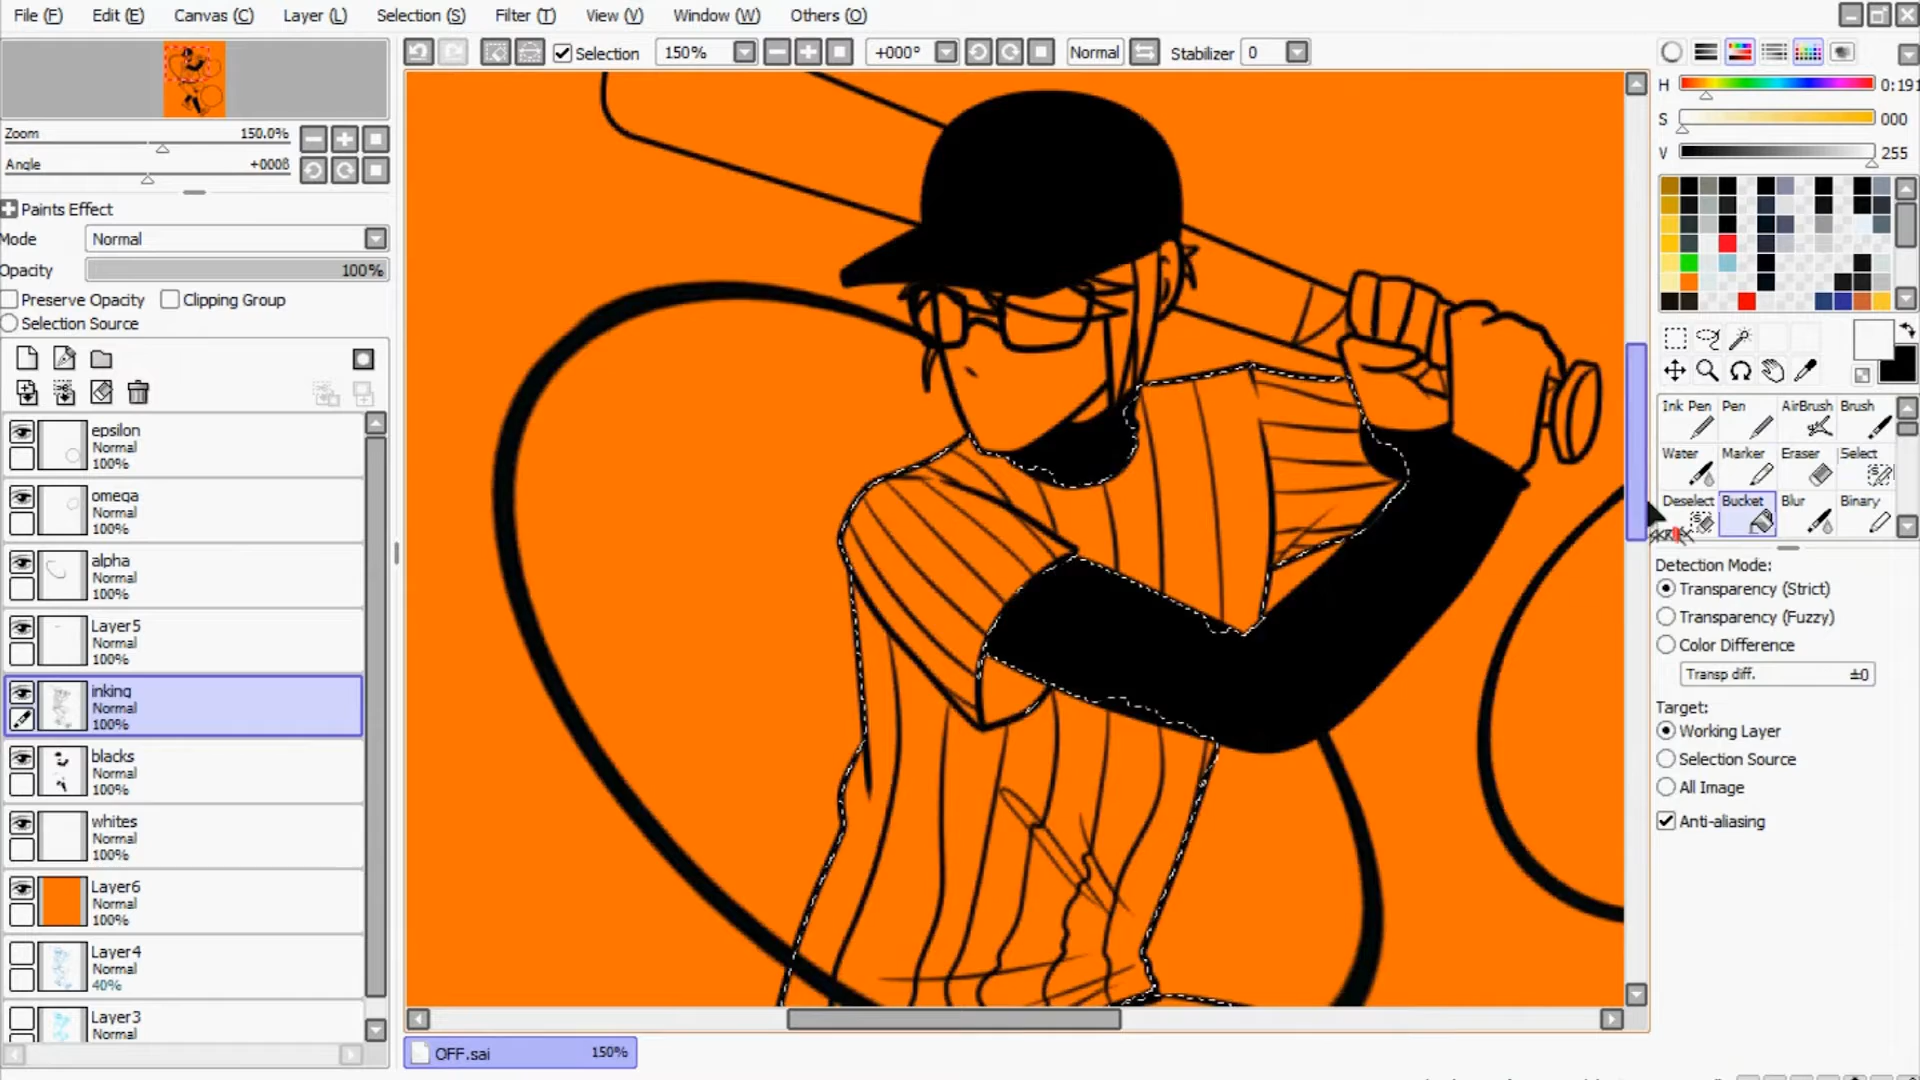 File (F) Edit (E) Canvas (C) Layer (L) Selection (S) Filter (T) View (V) Window (W) Others (O)
Selection 150% +000° Normal Stabilizer 0
Zoom 150.0%
Angle
Paints Effect
Mode Normal
Opacity 100%
Preserve Opacity Clipping Group
Selection Source
epsilon
Normal
100%
omega
Normal
100%
alpha
Normal
100%
Layer5
Normal
100%
inking
Normal
100%
blacks
Normal
100%
whites
Normal
100%
Layer6
Normal
100%
Layer4
Normal
40%
Layer3
Normal
OFF.sai 150%
H 0:191
S 000
V 255
Ink Pen Pen AirBrush Brush
Water Marker Eraser Select
Deselect Bucket Blur Binary
Detection Mode:
Transparency (Strict)
Transparency (Fuzzy)
Color Difference
Transp diff. ±0
Target:
Working Layer
Selection Source
All Image
Anti-aliasing